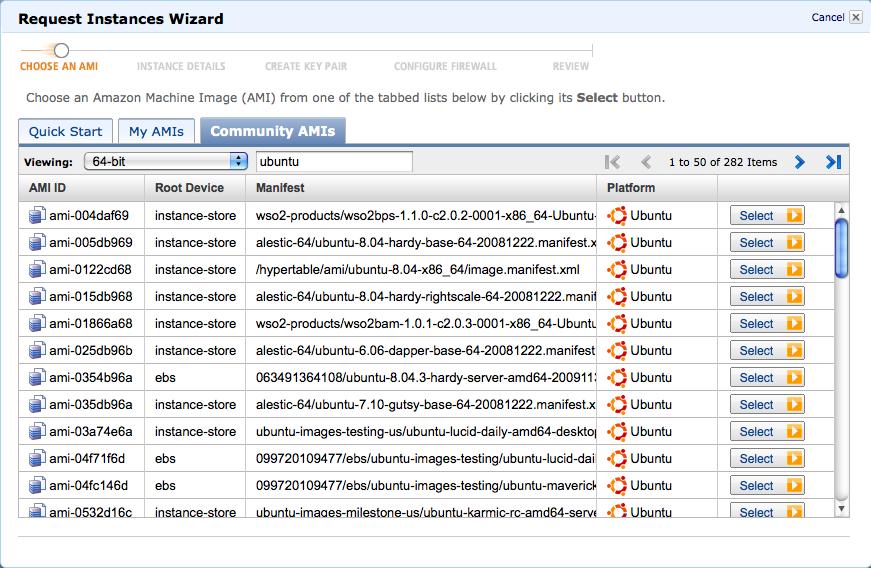 Request Instances Wizard Cancel
CHOOSE AN AMI INSTANCE DETAILS CREATE KEY PAIR CONFIGURE FIREWALL REVIEW
Choose an Amazon Machine Image (AMI) from one of the tabbed lists below by clicking its Select button.
Quick Start My AMIs Community AMIs
Viewing: 64-bit ubuntu 1 to 50 of 282 Items
AMI ID Root Device Manifest Platform
ami-004daf69 instance-store wso2-products/wso2bps-1.1.0-c2.0.2-0001-x86_64-Ubuntu- Ubuntu Select
ami-005db969 instance-store alestic-64/ubuntu-8.04-hardy-base-64-20081222.manifest.x Ubuntu Select
ami-0122cd68 instance-store /hypertable/ami/ubuntu-8.04-x86_64/image.manifest.xml Ubuntu Select
ami-015db968 instance-store alestic-64/ubuntu-8.04-hardy-rightscale-64-20081222.manif Ubuntu Select
ami-01866a68 instance-store wso2-products/wso2bam-1.0.1-c2.0.3-0001-x86_64-Ubuntu Ubuntu Select
ami-025db96b instance-store alestic-64/ubuntu-6.06-dapper-base-64-20081222.manifest Ubuntu Select
ami-0354b96a ebs 063491364108/ubuntu-8.04.3-hardy-server-amd64-2009113 Ubuntu Select
ami-035db96a instance-store alestic-64/ubuntu-7.10-gutsy-base-64-20081222.manifest.x Ubuntu Select
ami-03a74e6a instance-store ubuntu-images-testing-us/ubuntu-lucid-daily-amd64-desktop Ubuntu Select
ami-04f71f6d ebs 099720109477/ebs/ubuntu-images-testing/ubuntu-lucid-dai Ubuntu Select
ami-04fc146d ebs 099720109477/ebs/ubuntu-images-testing/ubuntu-maverick Ubuntu Select
ami-0532d16c instance-store ubuntu-images-milestone-us/ubuntu-karmic-rc-amd64-serve Ubuntu Select